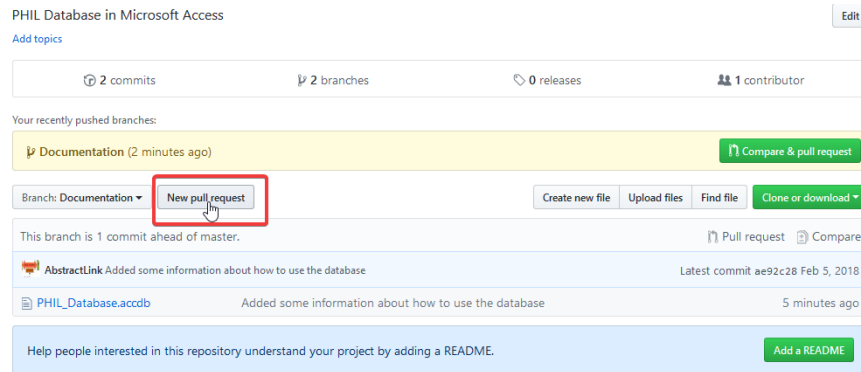 PHIL Database in Microsoft Access
Edit
Add topics
2 commits 2 branches 0 releases 1 contributor
Your recently pushed branches:
Documentation (2 minutes ago) Compare & pull request
Branch: Documentation New pull request Create new file Upload files Find file Clone or download
This branch is 1 commit ahead of master. Pull request Compare
AbstractLink Added some information about how to use the database Latest commit ae92c28 Feb 5, 2018
PHIL_Database.accdb Added some information about how to use the database 5 minutes ago
Help people interested in this repository understand your project by adding a README. Add a README